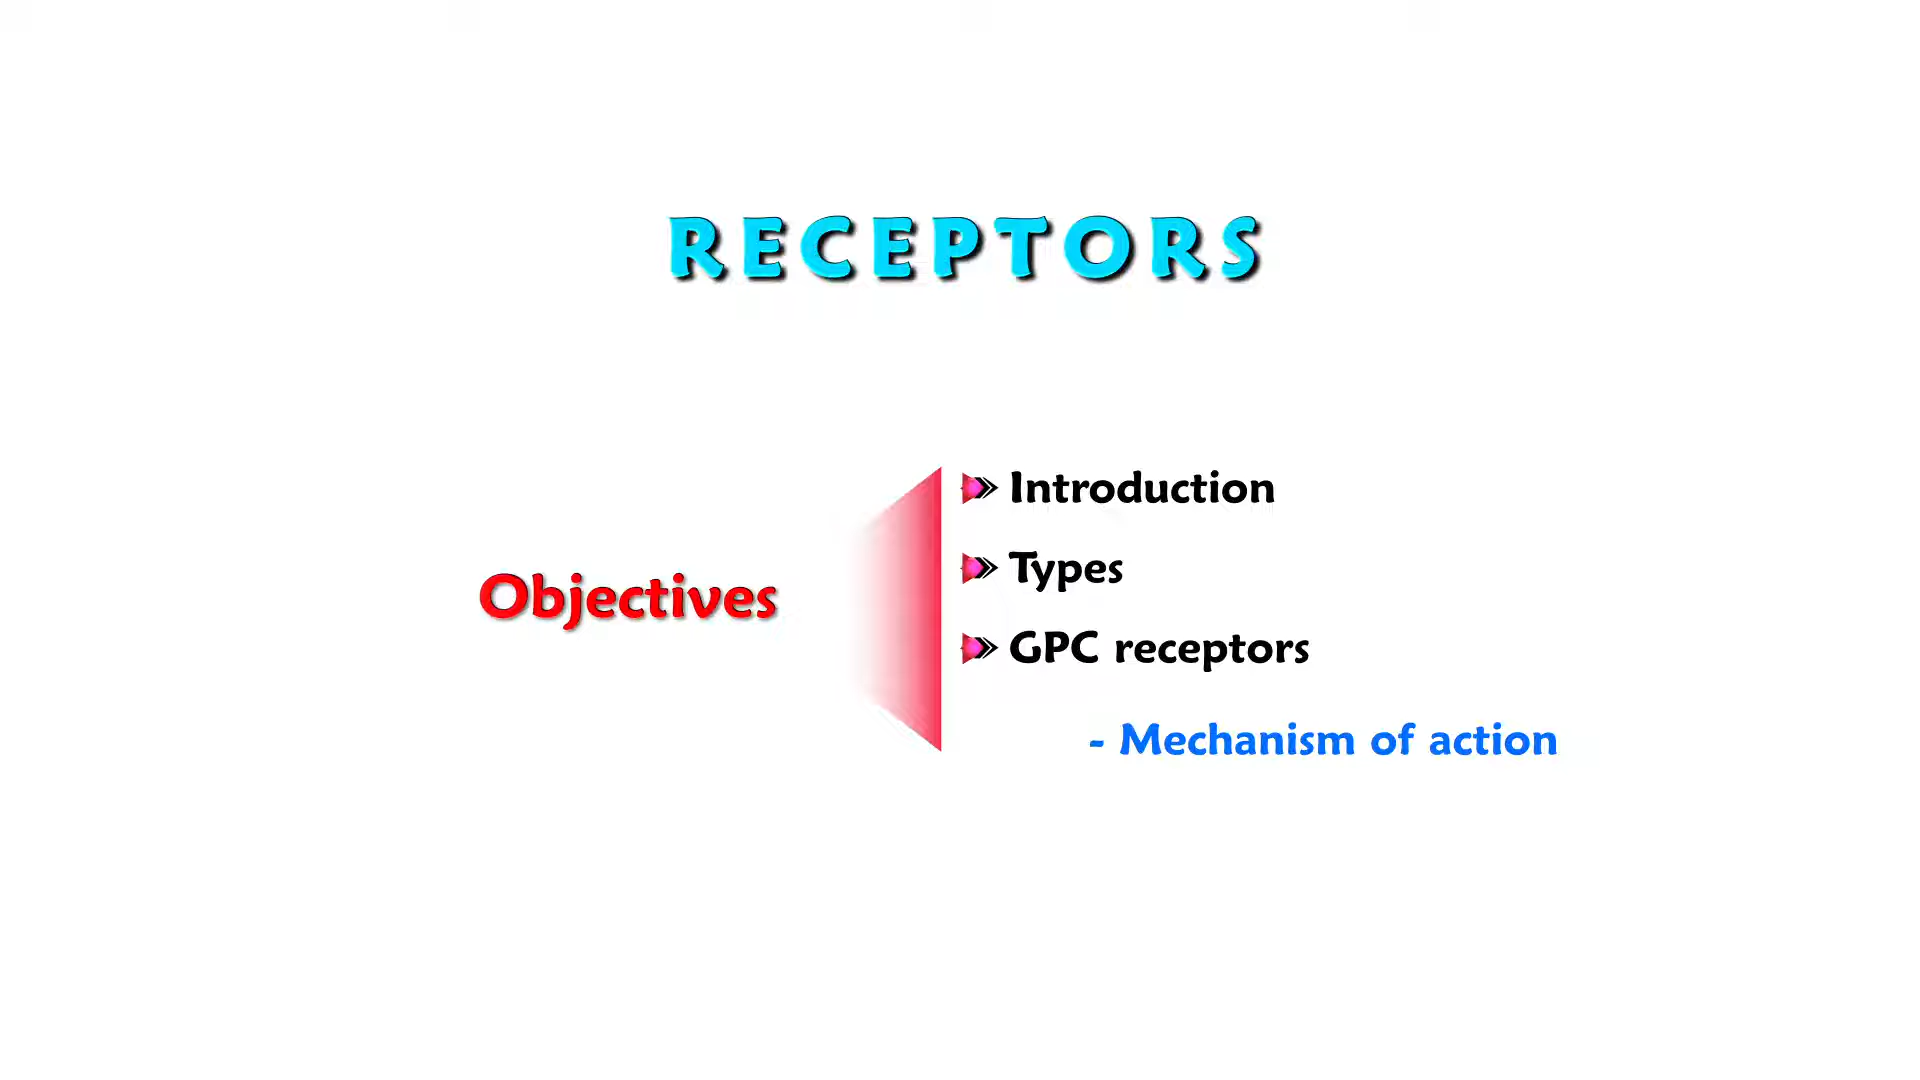 RECEPTORS
Objectives
Introduction
Types
GPC receptors
- Mechanism of action